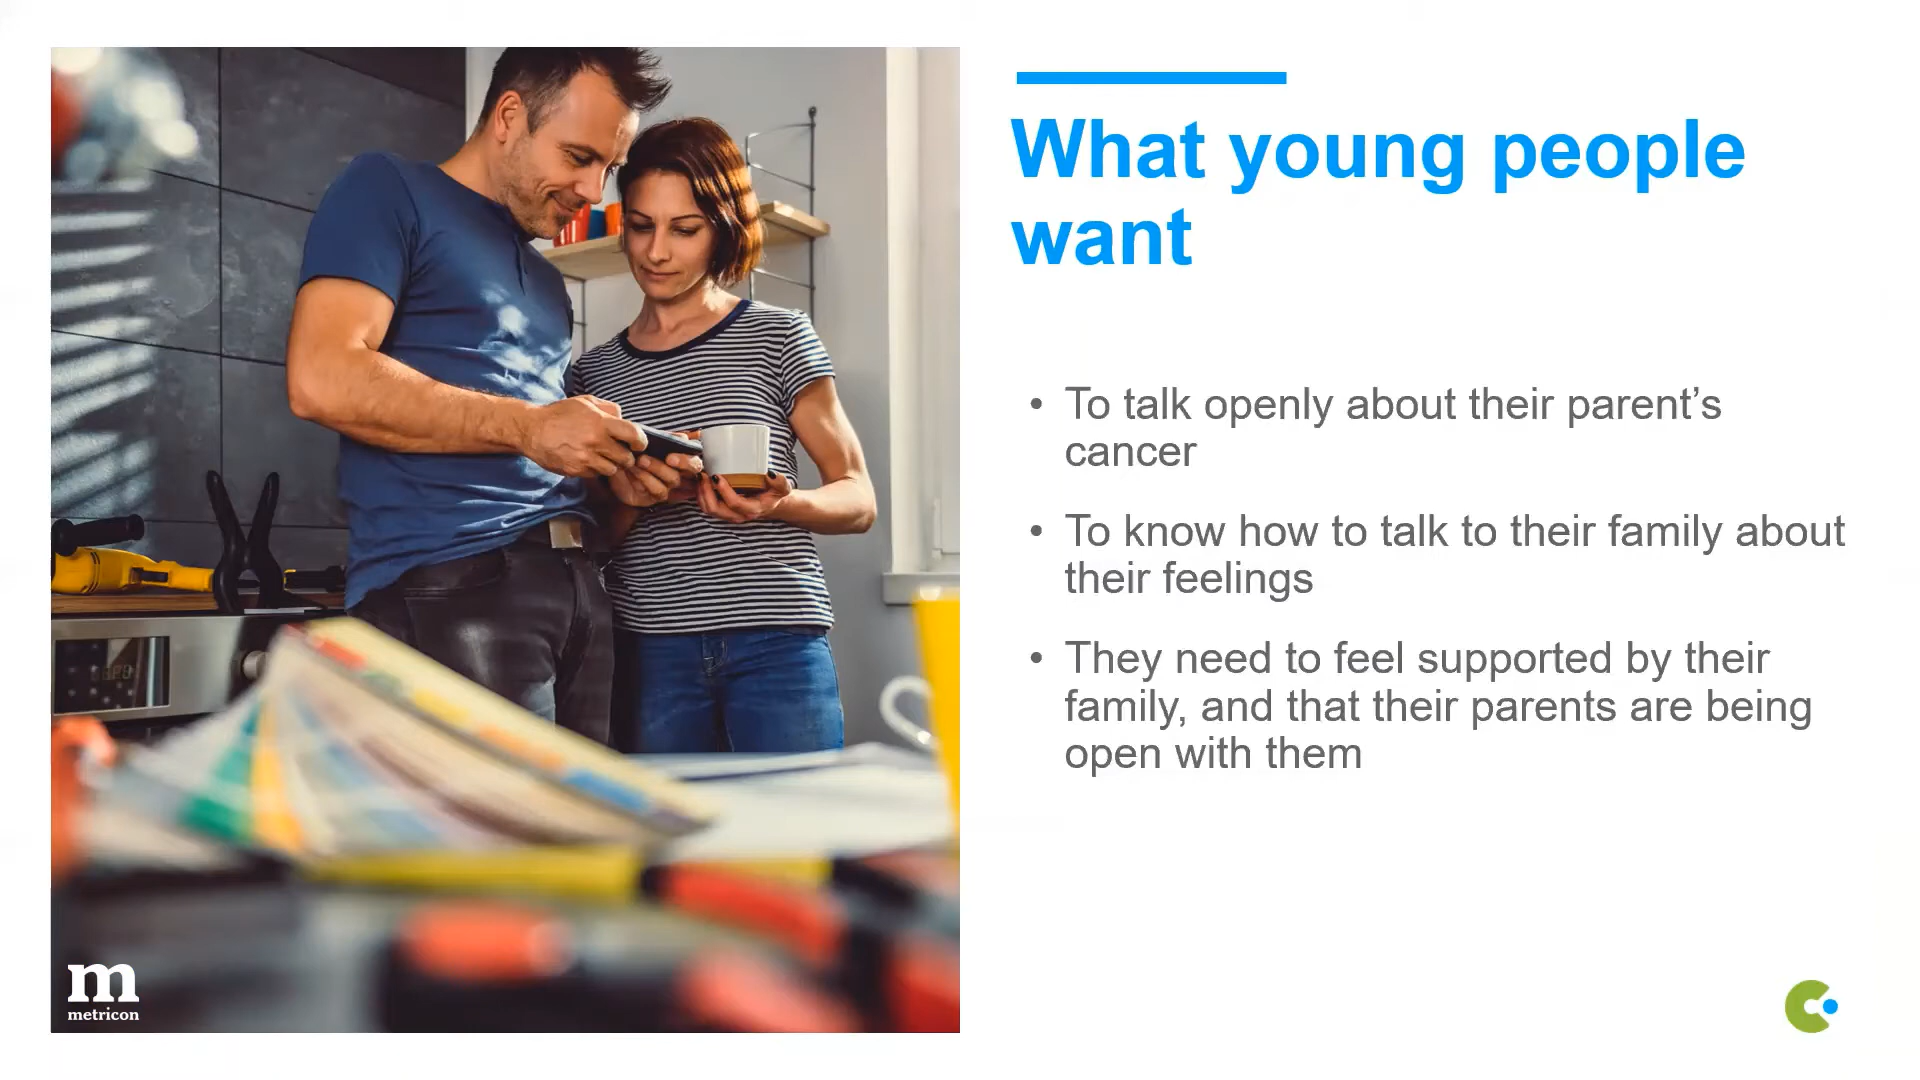 What young people
want
• To talk openly about their parent’s
cancer
• To know how to talk to their family about
their feelings
• They need to feel supported by their
family, and that their parents are being
open with them
m
metricon